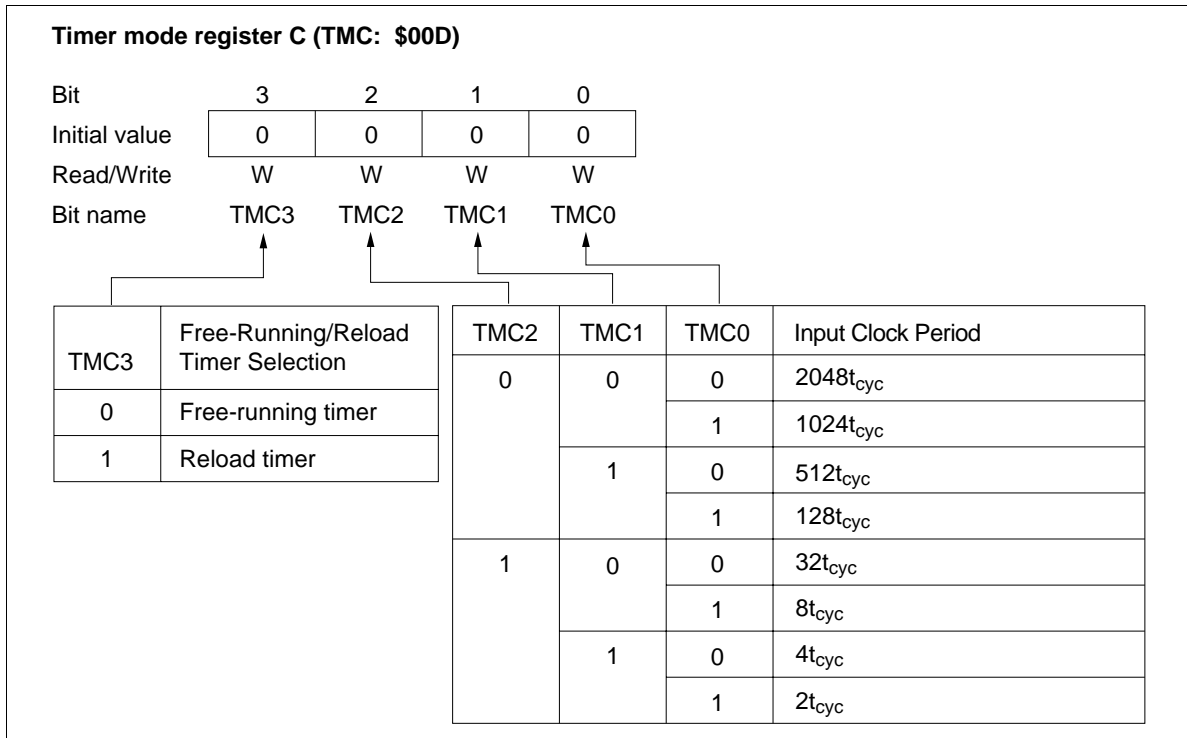 Timer mode register C (TMC: $00D)
Bit 3 2 1 0
Initial value 0 0 0 0
Read/Write W W W W
Bit name TMC3 TMC2 TMC1 TMC0
TMC3 Free-Running/Reload Timer Selection
0 Free-running timer
1 Reload timer
TMC2 TMC1 TMC0 Input Clock Period
0 0 0 2048tcyc
1 1024tcyc
1 0 512tcyc
1 128tcyc
1 0 0 32tcyc
1 8tcyc
1 0 4tcyc
1 2tcyc